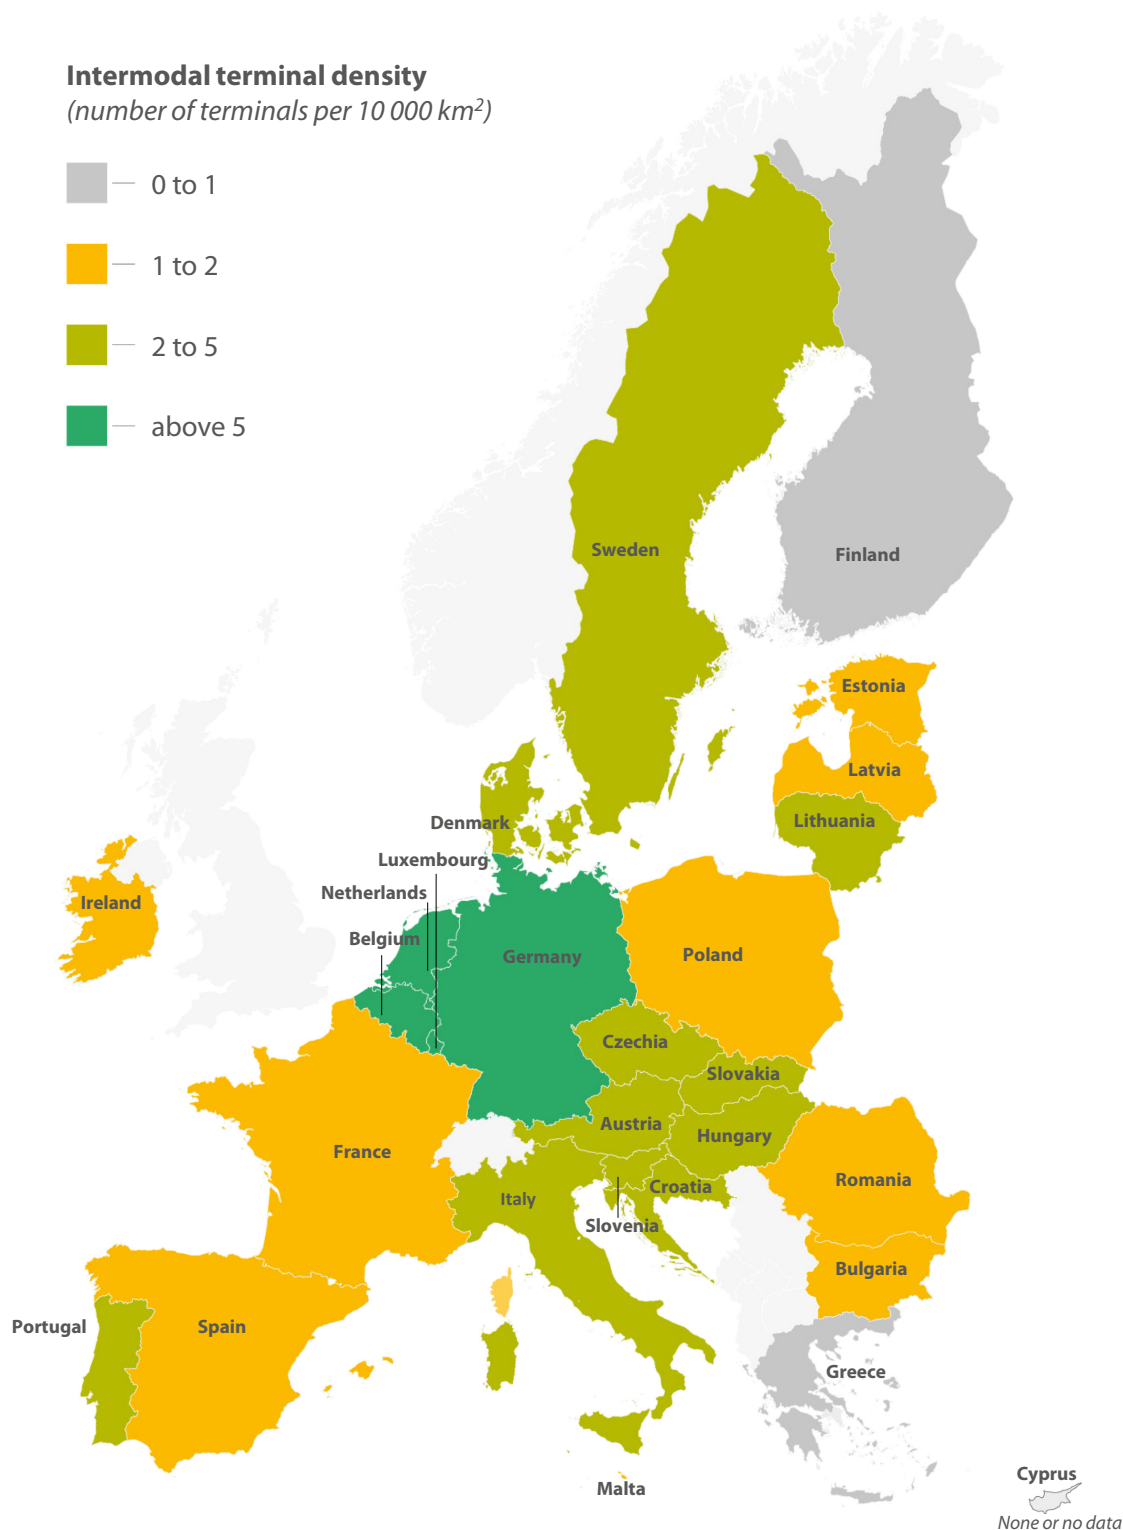 Intermodal terminal density
(number of terminals per 10 000 km²)
0 to 1
1 to 2
2 to 5
above 5
Sweden
Finland
Estonia
Latvia
Lithuania
Denmark
Luxembourg
Netherlands
Ireland
Belgium
Germany
Poland
Czechia
Slovakia
Austria
Hungary
France
Romania
Croatia
Italy
Slovenia
Bulgaria
Portugal
Spain
Greece
Malta
Cyprus
None or no data